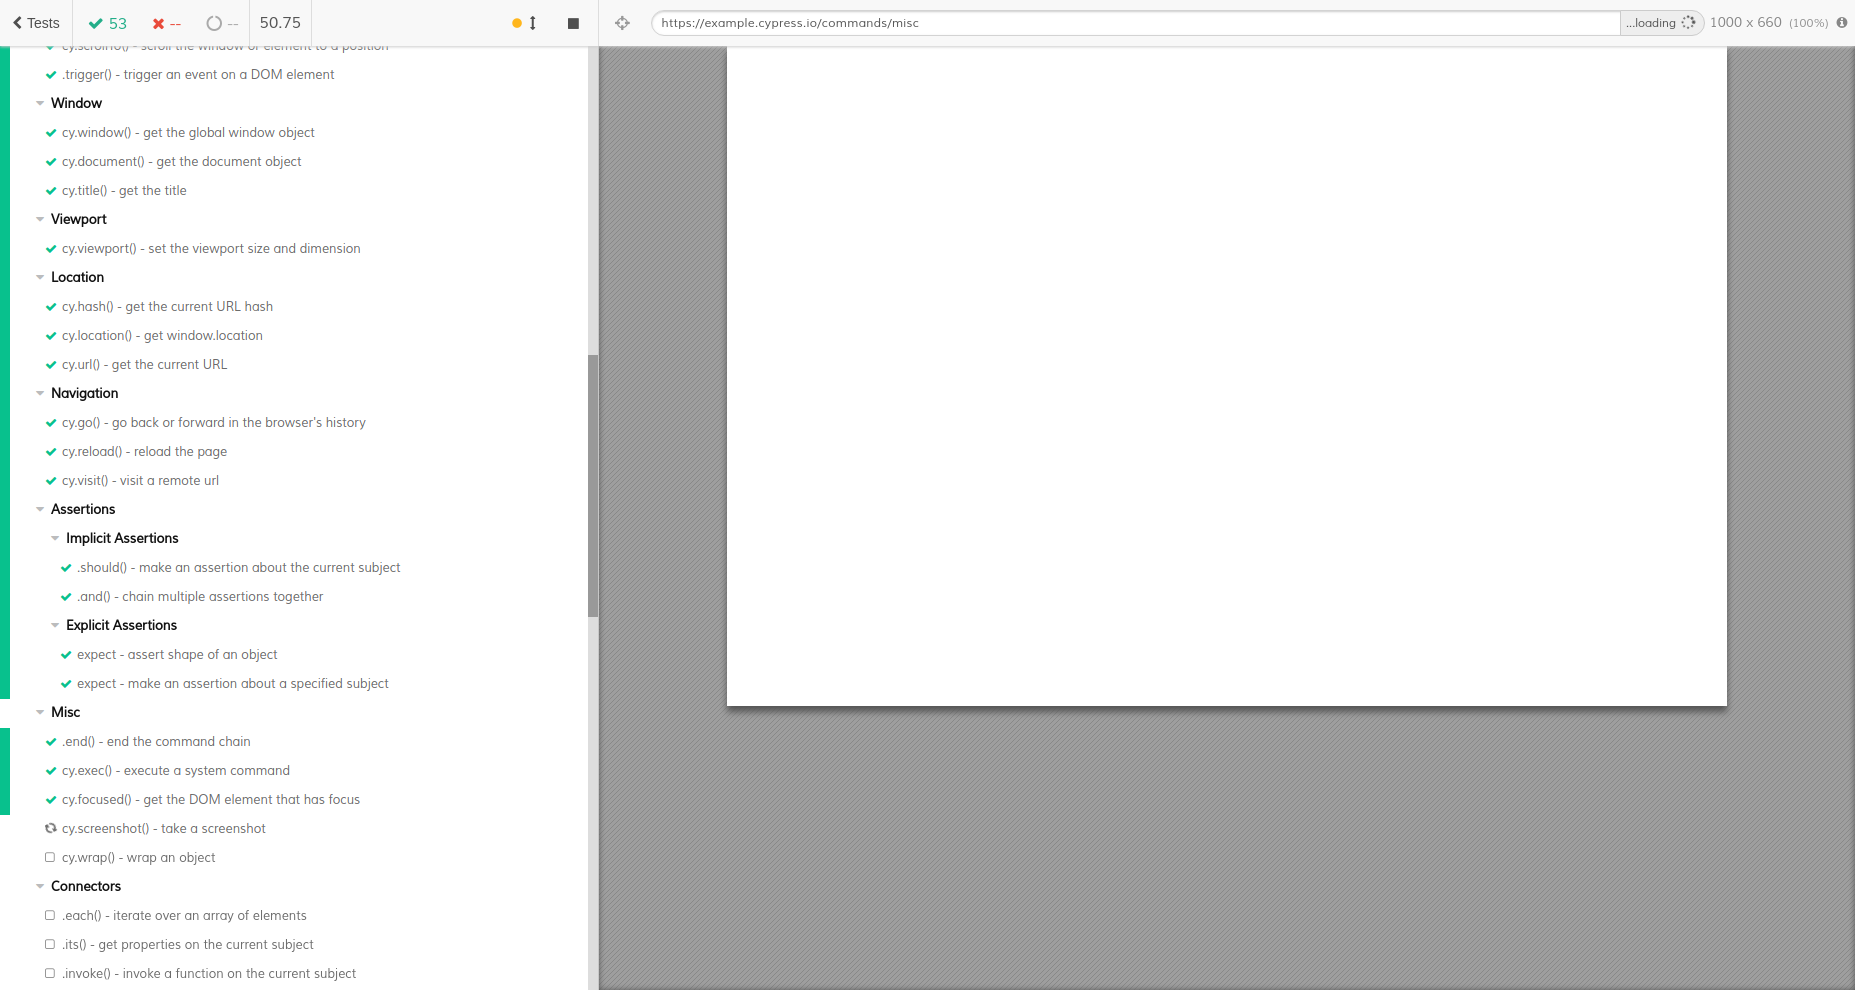 Tests 53 -- -- 50.75
https://example.cypress.io/commands/misc ...loading 1000 x 660 (100%)
cy.scrollTo() - scroll the window or element to a position
.trigger() - trigger an event on a DOM element
Window
cy.window() - get the global window object
cy.document() - get the document object
cy.title() - get the title
Viewport
cy.viewport() - set the viewport size and dimension
Location
cy.hash() - get the current URL hash
cy.location() - get window.location
cy.url() - get the current URL
Navigation
cy.go() - go back or forward in the browser's history
cy.reload() - reload the page
cy.visit() - visit a remote url
Assertions
Implicit Assertions
.should() - make an assertion about the current subject
.and() - chain multiple assertions together
Explicit Assertions
expect - assert shape of an object
expect - make an assertion about a specified subject
Misc
.end() - end the command chain
cy.exec() - execute a system command
cy.focused() - get the DOM element that has focus
cy.screenshot() - take a screenshot
cy.wrap() - wrap an object
Connectors
.each() - iterate over an array of elements
.its() - get properties on the current subject
.invoke() - invoke a function on the current subject